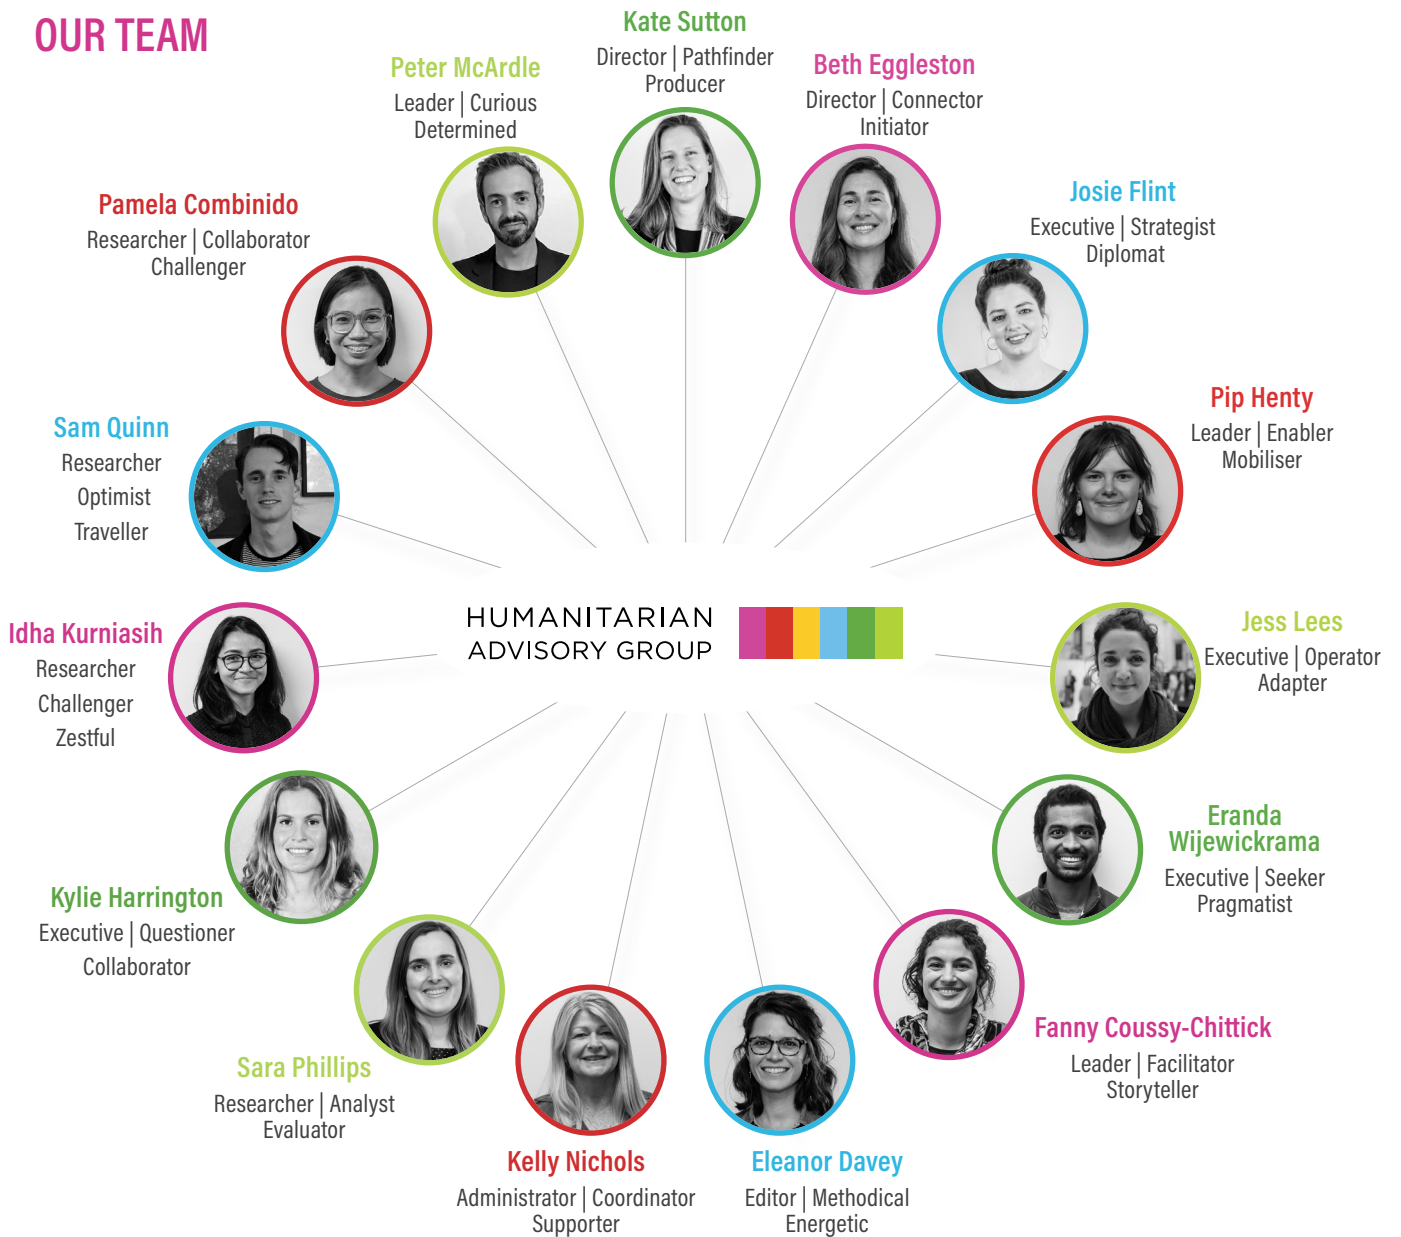 OUR TEAM
Kate Sutton
Director | Pathfinder
Producer
Peter McArdle
Leader | Curious
Determined
Beth Eggleston
Director | Connector
Initiator
Pamela Combinido
Researcher | Collaborator
Challenger
Josie Flint
Executive | Strategist
Diplomat
Sam Quinn
Researcher
Optimist
Traveller
Pip Henty
Leader | Enabler
Mobiliser
HUMANITARIAN
ADVISORY GROUP
Idha Kurniasih
Researcher
Challenger
Zestful
Jess Lees
Executive | Operator
Adapter
Kylie Harrington
Executive | Questioner
Collaborator
Eranda
Wijewickrama
Executive | Seeker
Pragmatist
Sara Phillips
Researcher | Analyst
Evaluator
Fanny Coussy-Chittick
Leader | Facilitator
Storyteller
Kelly Nichols
Administrator | Coordinator
Supporter
Eleanor Davey
Editor | Methodical
Energetic